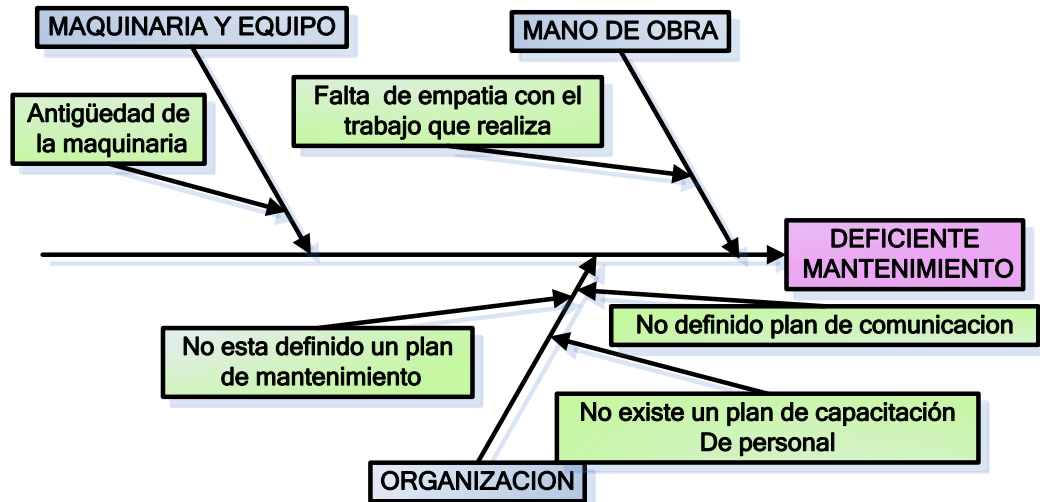 MAQUINARIA Y EQUIPO
MANO DE OBRA
Antigüedad de
la maquinaria
Falta de empatia con el
trabajo que realiza
DEFICIENTE
MANTENIMIENTO
No esta definido un plan
de mantenimiento
No definido plan de comunicacion
No existe un plan de capacitación
De personal
ORGANIZACION